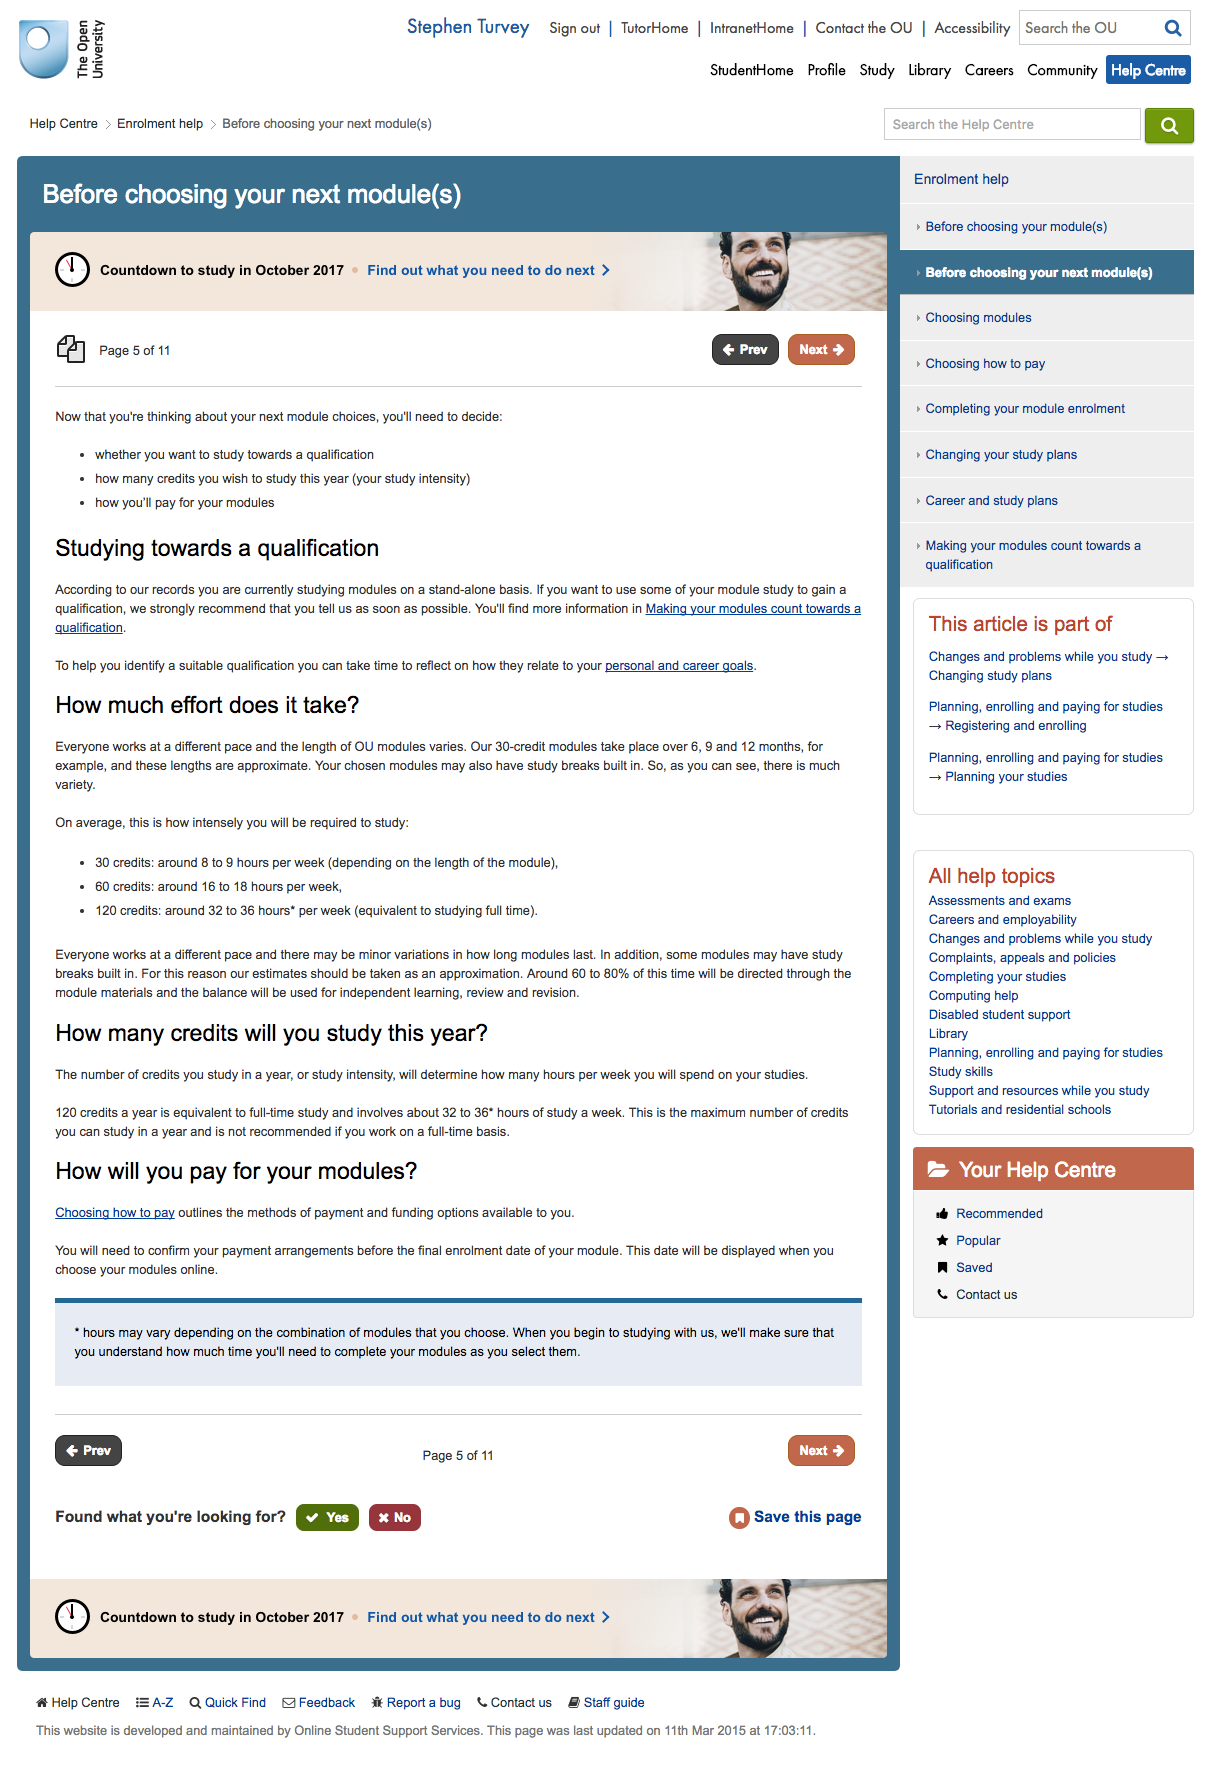 The Open
University
Stephen Turvey Sign out | TutorHome | IntranetHome | Contact the OU | Accessibility Search the OU
StudentHome Profile Study Library Careers Community Help Centre
Help Centre > Enrolment help > Before choosing your next module(s)
Search the Help Centre
Before choosing your next module(s)
Countdown to study in October 2017 • Find out what you need to do next >
Page 5 of 11
Prev
Next
Now that you're thinking about your next module choices, you'll need to decide:
• whether you want to study towards a qualification
• how many credits you wish to study this year (your study intensity)
• how you'll pay for your modules
Studying towards a qualification
According to our records you are currently studying modules on a stand-alone basis. If you want to use some of your module study to gain a
qualification, we strongly recommend that you tell us as soon as possible. You'll find more information in Making your modules count towards a
qualification.
To help you identify a suitable qualification you can take time to reflect on how they relate to your personal and career goals.
How much effort does it take?
Everyone works at a different pace and the length of OU modules varies. Our 30-credit modules take place over 6, 9 and 12 months, for
example, and these lengths are approximate. Your chosen modules may also have study breaks built in. So, as you can see, there is much
variety.
On average, this is how intensely you will be required to study:
• 30 credits: around 8 to 9 hours per week (depending on the length of the module),
• 60 credits: around 16 to 18 hours per week,
• 120 credits: around 32 to 36 hours* per week (equivalent to studying full time).
Everyone works at a different pace and there may be minor variations in how long modules last. In addition, some modules may have study
breaks built in. For this reason our estimates should be taken as an approximation. Around 60 to 80% of this time will be directed through the
module materials and the balance will be used for independent learning, review and revision.
How many credits will you study this year?
The number of credits you study in a year, or study intensity, will determine how many hours per week you will spend on your studies.
120 credits a year is equivalent to full-time study and involves about 32 to 36* hours of study a week. This is the maximum number of credits
you can study in a year and is not recommended if you work on a full-time basis.
How will you pay for your modules?
Choosing how to pay outlines the methods of payment and funding options available to you.
You will need to confirm your payment arrangements before the final enrolment date of your module. This date will be displayed when you
choose your modules online.
* hours may vary depending on the combination of modules that you choose. When you begin to studying with us, we'll make sure that
you understand how much time you'll need to complete your modules as you select them.
Prev
Page 5 of 11
Next
Found what you're looking for? Yes No
Save this page
Countdown to study in October 2017 • Find out what you need to do next >
Enrolment help
Before choosing your module(s)
Before choosing your next module(s)
Choosing modules
Choosing how to pay
Completing your module enrolment
Changing your study plans
Career and study plans
Making your modules count towards a
qualification
This article is part of
Changes and problems while you study →
Changing study plans
Planning, enrolling and paying for studies
→ Registering and enrolling
Planning, enrolling and paying for studies
→ Planning your studies
All help topics
Assessments and exams
Careers and employability
Changes and problems while you study
Complaints, appeals and policies
Completing your studies
Computing help
Disabled student support
Library
Planning, enrolling and paying for studies
Study skills
Support and resources while you study
Tutorials and residential schools
Your Help Centre
Recommended
Popular
Saved
Contact us
Help Centre A-Z Quick Find Feedback Report a bug Contact us Staff guide
This website is developed and maintained by Online Student Support Services. This page was last updated on 11th Mar 2015 at 17:03:11.